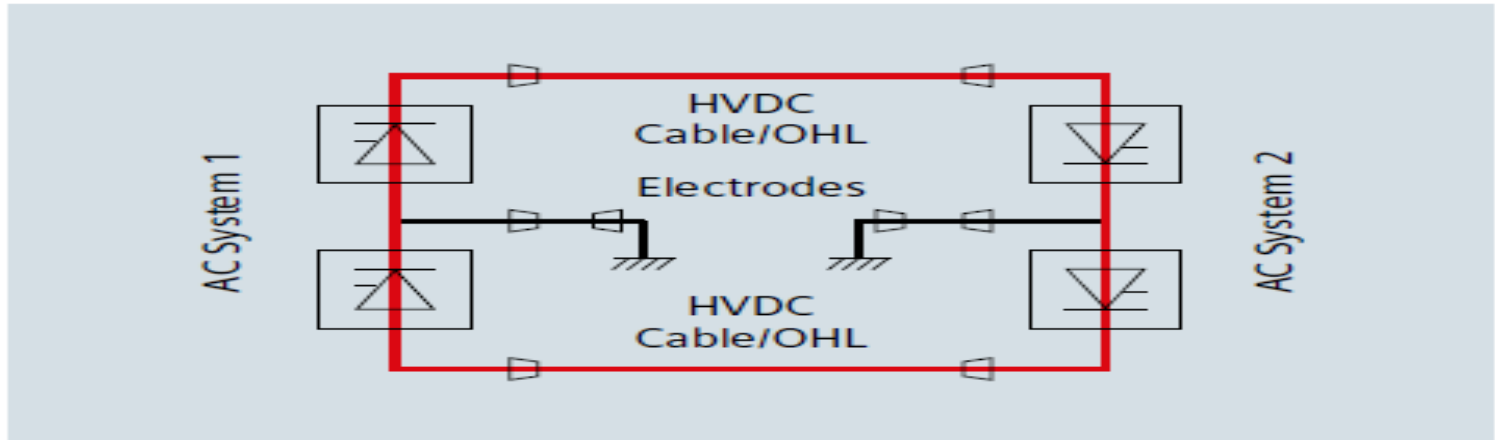 HVDC
Cable/OHL
Electrodes
AC System 1
AC System 2
HVDC
Cable/OHL